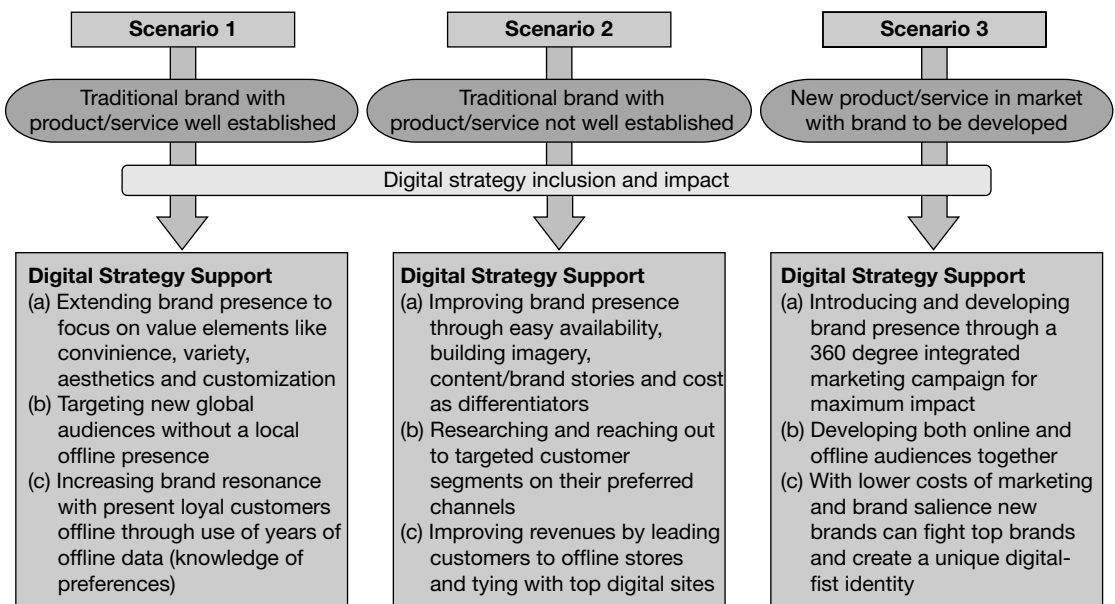 Scenario 1
Scenario 2
Scenario 3
Traditional brand with
product/service well established
Traditional brand with
product/service not well established
New product/service in market
with brand to be developed
Digital strategy inclusion and impact
Digital Strategy Support
(a) Extending brand presence to
focus on value elements like
convinience, variety,
aesthetics and customization
(b) Targeting new global
audiences without a local
offline presence
(c) Increasing brand resonance
with present loyal customers
offline through use of years of
offline data (knowledge of
preferences)
Digital Strategy Support
(a) Improving brand presence
through easy availability,
building imagery,
content/brand stories and cost
as differentiators
(b) Researching and reaching out
to targeted customer
segments on their preferred
channels
(c) Improving revenues by leading
customers to offline stores
and tying with top digital sites
Digital Strategy Support
(a) Introducing and developing
brand presence through a
360 degree integrated
marketing campaign for
maximum impact
(b) Developing both online and
offline audiences together
(c) With lower costs of marketing
and brand salience new
brands can fight top brands
and create a unique digital-
fist identity